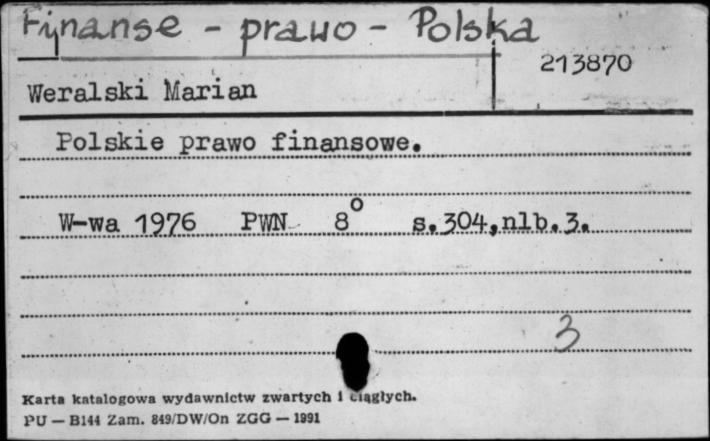 Finanse - prawo - Polska
213870
Weralski Marian
Polskie prawo finansowe.
W-wa 1976 PWN 8° s.304,nlb.3.
3
Karta katalogowa wydawnictw zwartych i ciągłych.
PU — B144 Zam. 849/DW/On ZGG — 1991